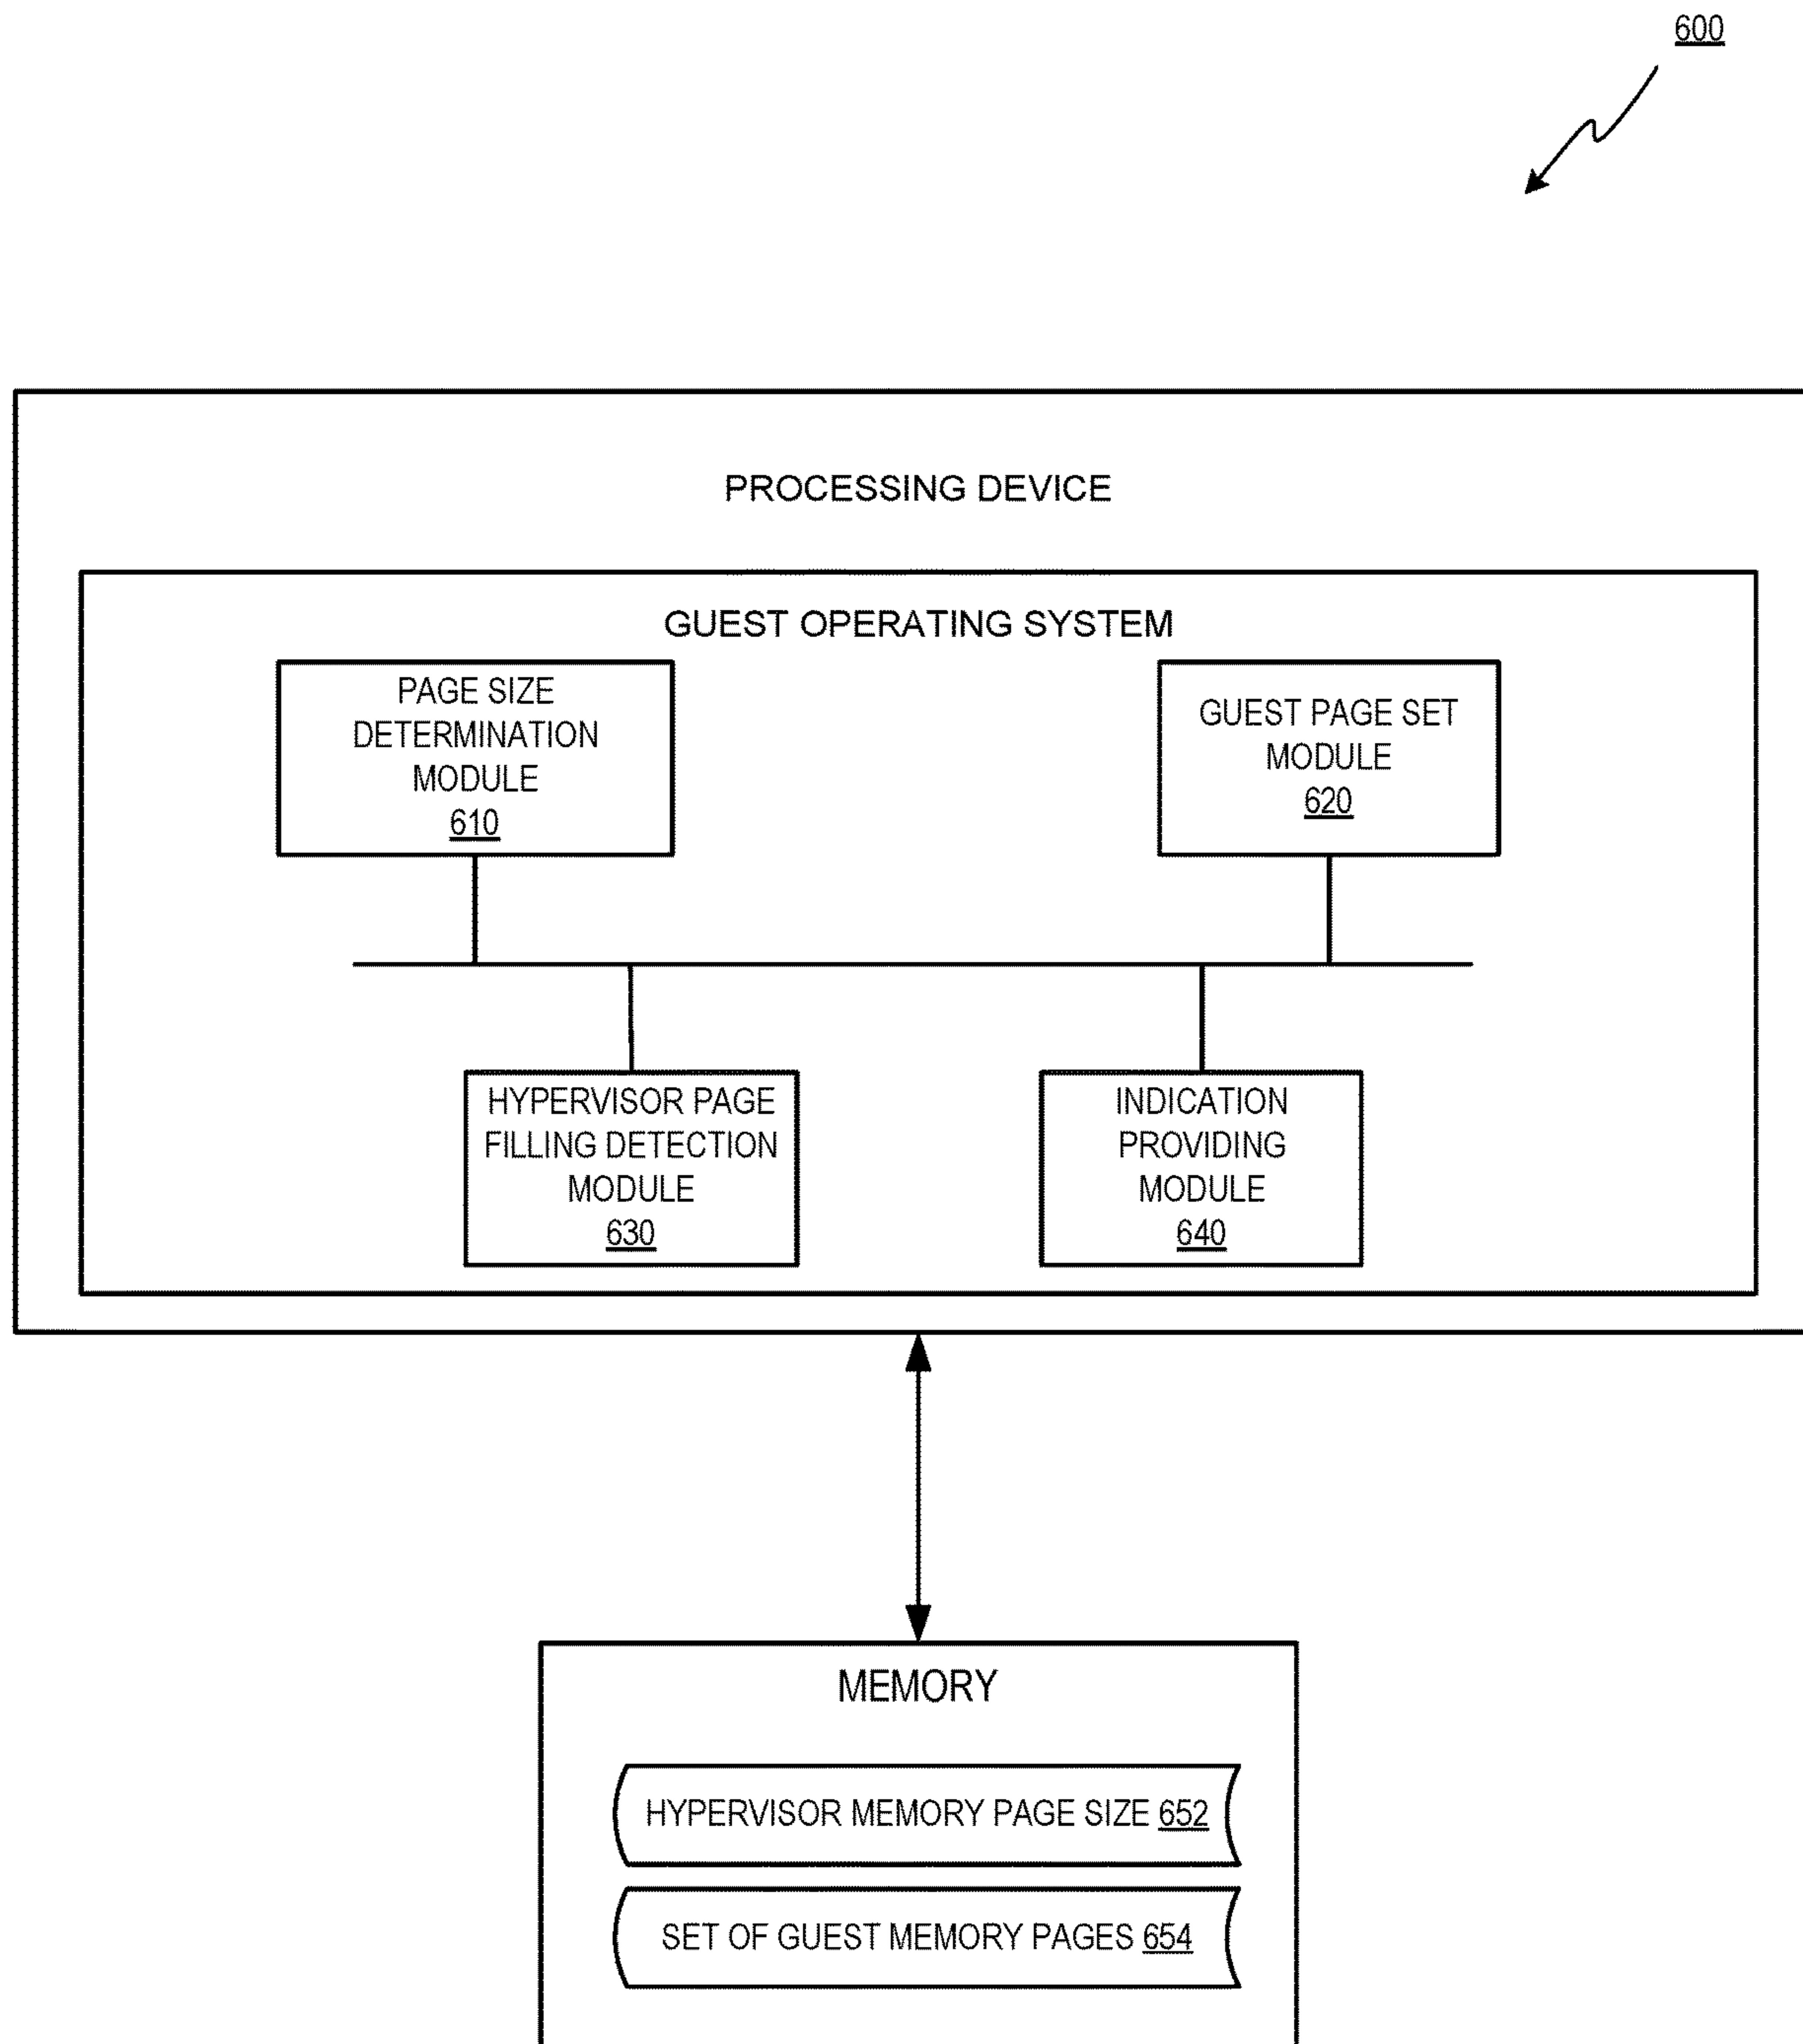 600
PROCESSING DEVICE
GUEST OPERATING SYSTEM
PAGE SIZE
DETERMINATION
MODULE
610
GUEST PAGE SET
MODULE
620
HYPERVISOR PAGE
FILLING DETECTION
MODULE
630
INDICATION
PROVIDING
MODULE
640
MEMORY
HYPERVISOR MEMORY PAGE SIZE 652
SET OF GUEST MEMORY PAGES 654